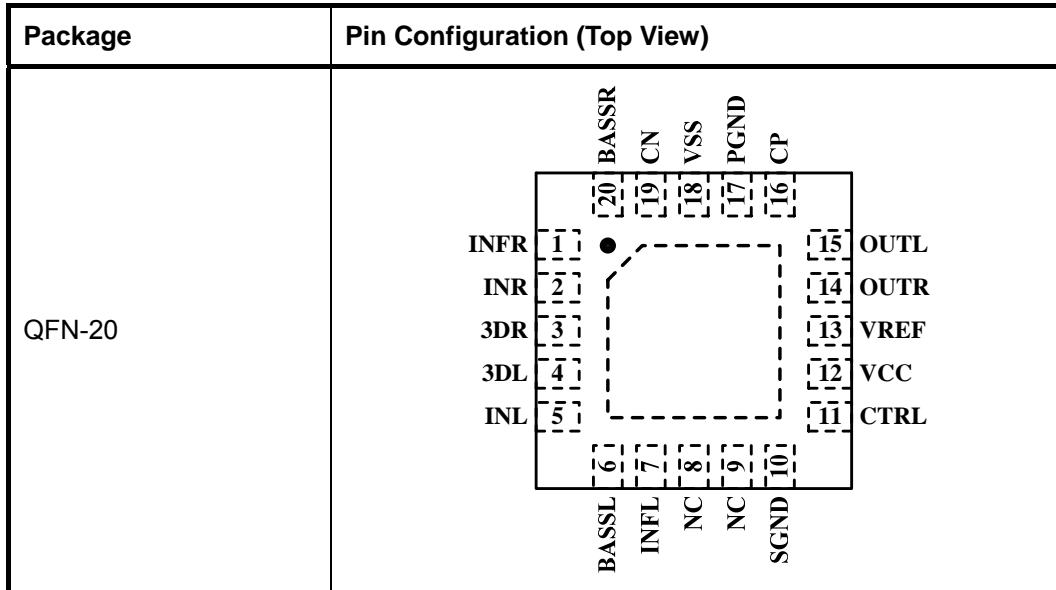 Package
Pin Configuration (Top View)
QFN-20
BASSR
CN
VSS
PGND
CP
20
19
18
17
16
INFR 1
INR 2
3DR 3
3DL 4
INL 5
15 OUTL
14 OUTR
13 VREF
12 VCC
11 CTRL
6
7
8
9
10
BASSL
INFL
NC
NC
SGND